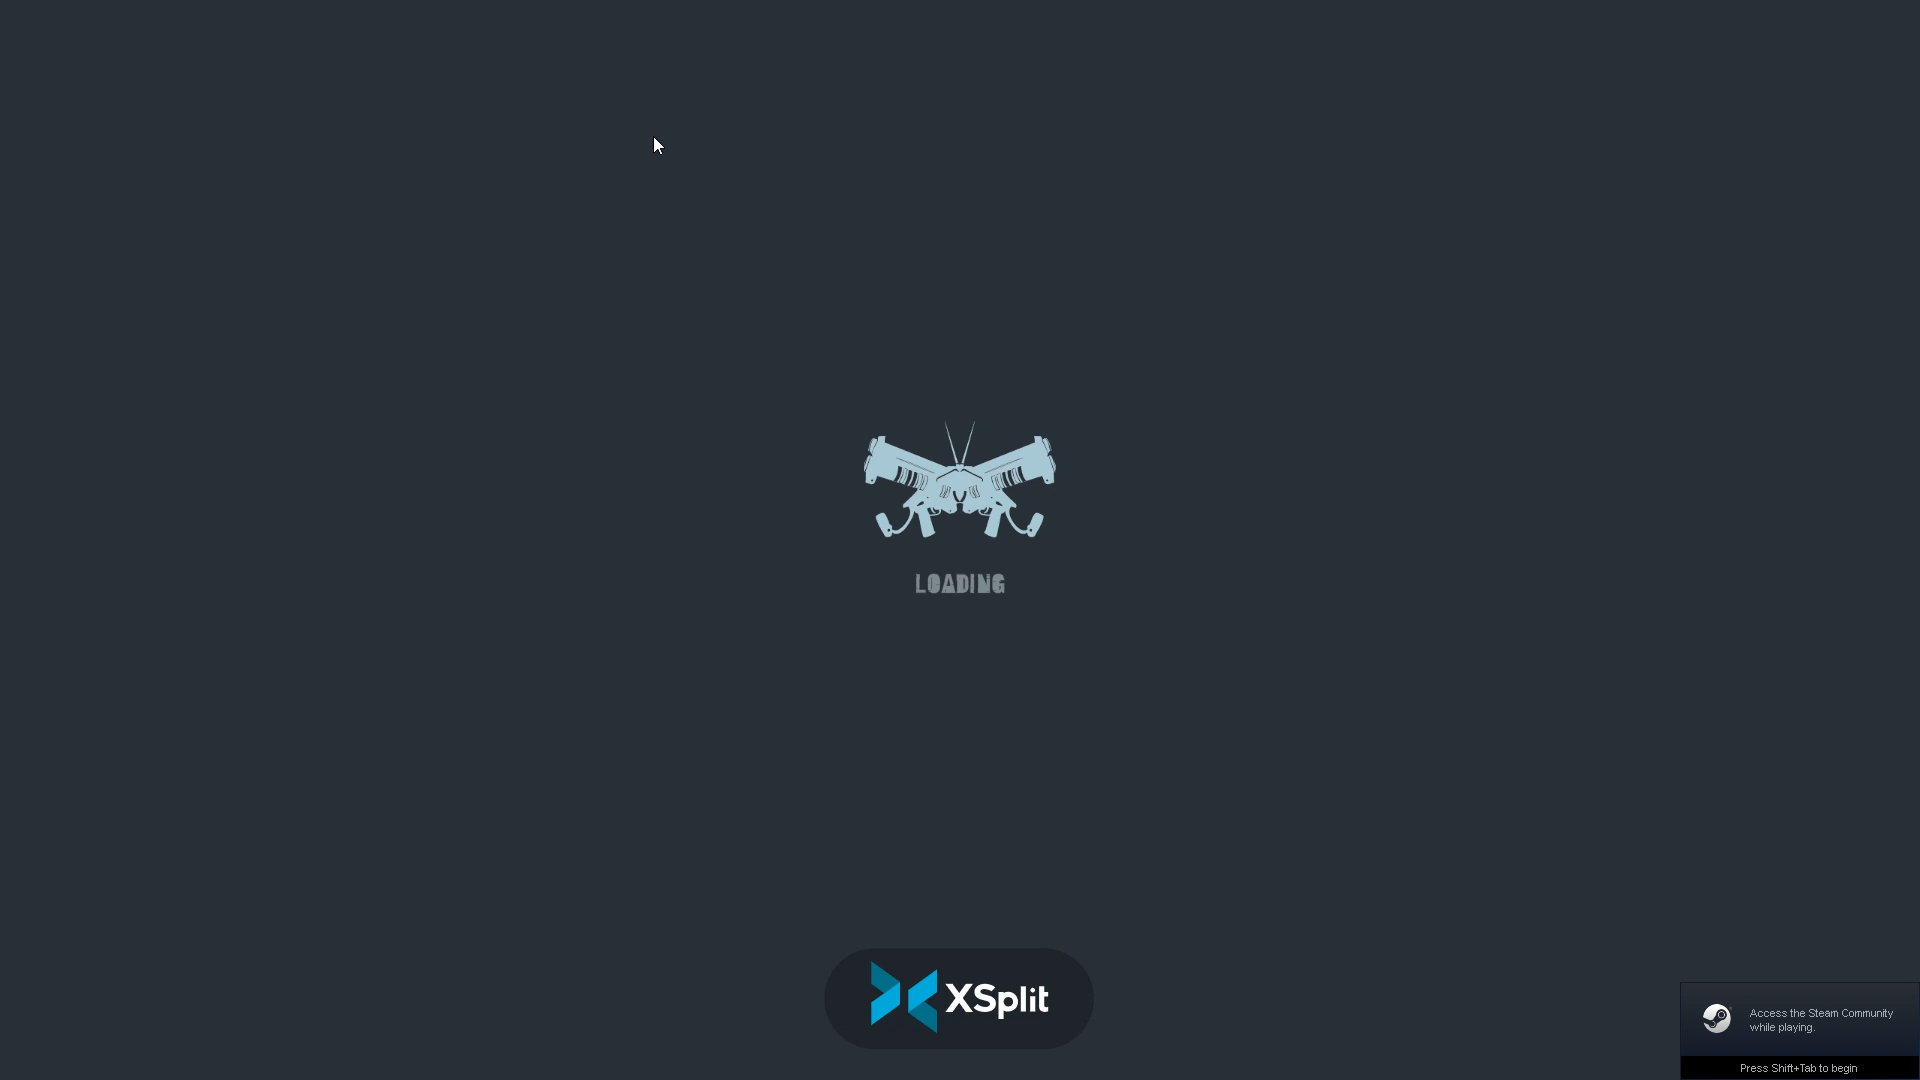 LOADING
XSplit
Access the Steam Community
while playing.
Press Shift+Tab to begin